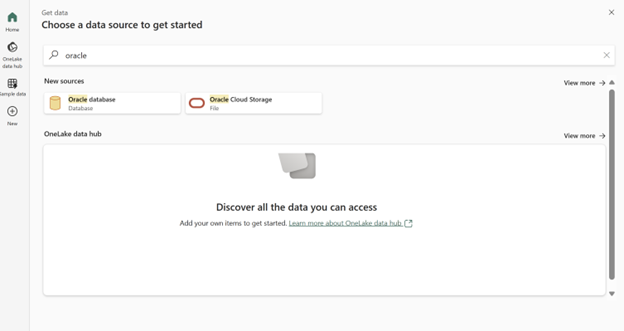 Get data
Choose a data source to get started
Home
OneLake
data hub
Sample data
New
oracle
New sources
View more
Oracle database
Database
Oracle Cloud Storage
File
OneLake data hub
View more
Discover all the data you can access
Add your own items to get started. Learn more about OneLake data hub